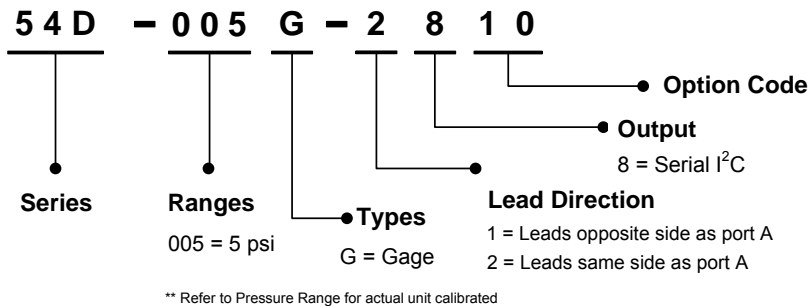 54D - 005 G - 2 8 10
Option Code
Output
8 = Serial I²C
Series
Ranges
005 = 5 psi
Types
G = Gage
Lead Direction
1 = Leads opposite side as port A
2 = Leads same side as port A
** Refer to Pressure Range for actual unit calibrated